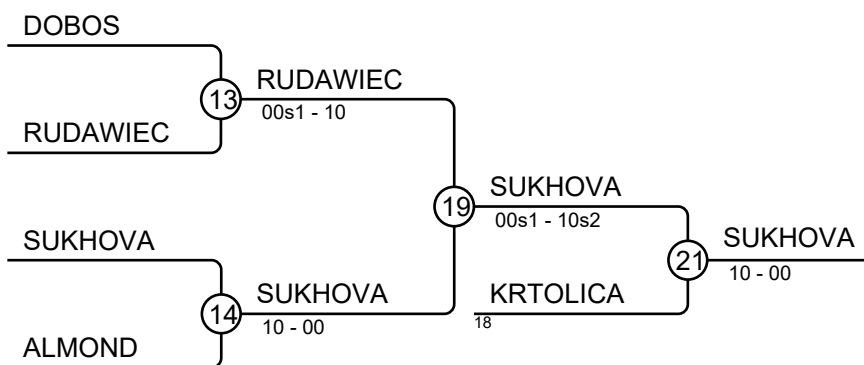 DOBOS
13
RUDAWIEC
00s1 - 10
RUDAWIEC
19
SUKHOVA
00s1 - 10s2
SUKHOVA
21
SUKHOVA
10 - 00
14
SUKHOVA
10 - 00
KRTOLICA
18
ALMOND